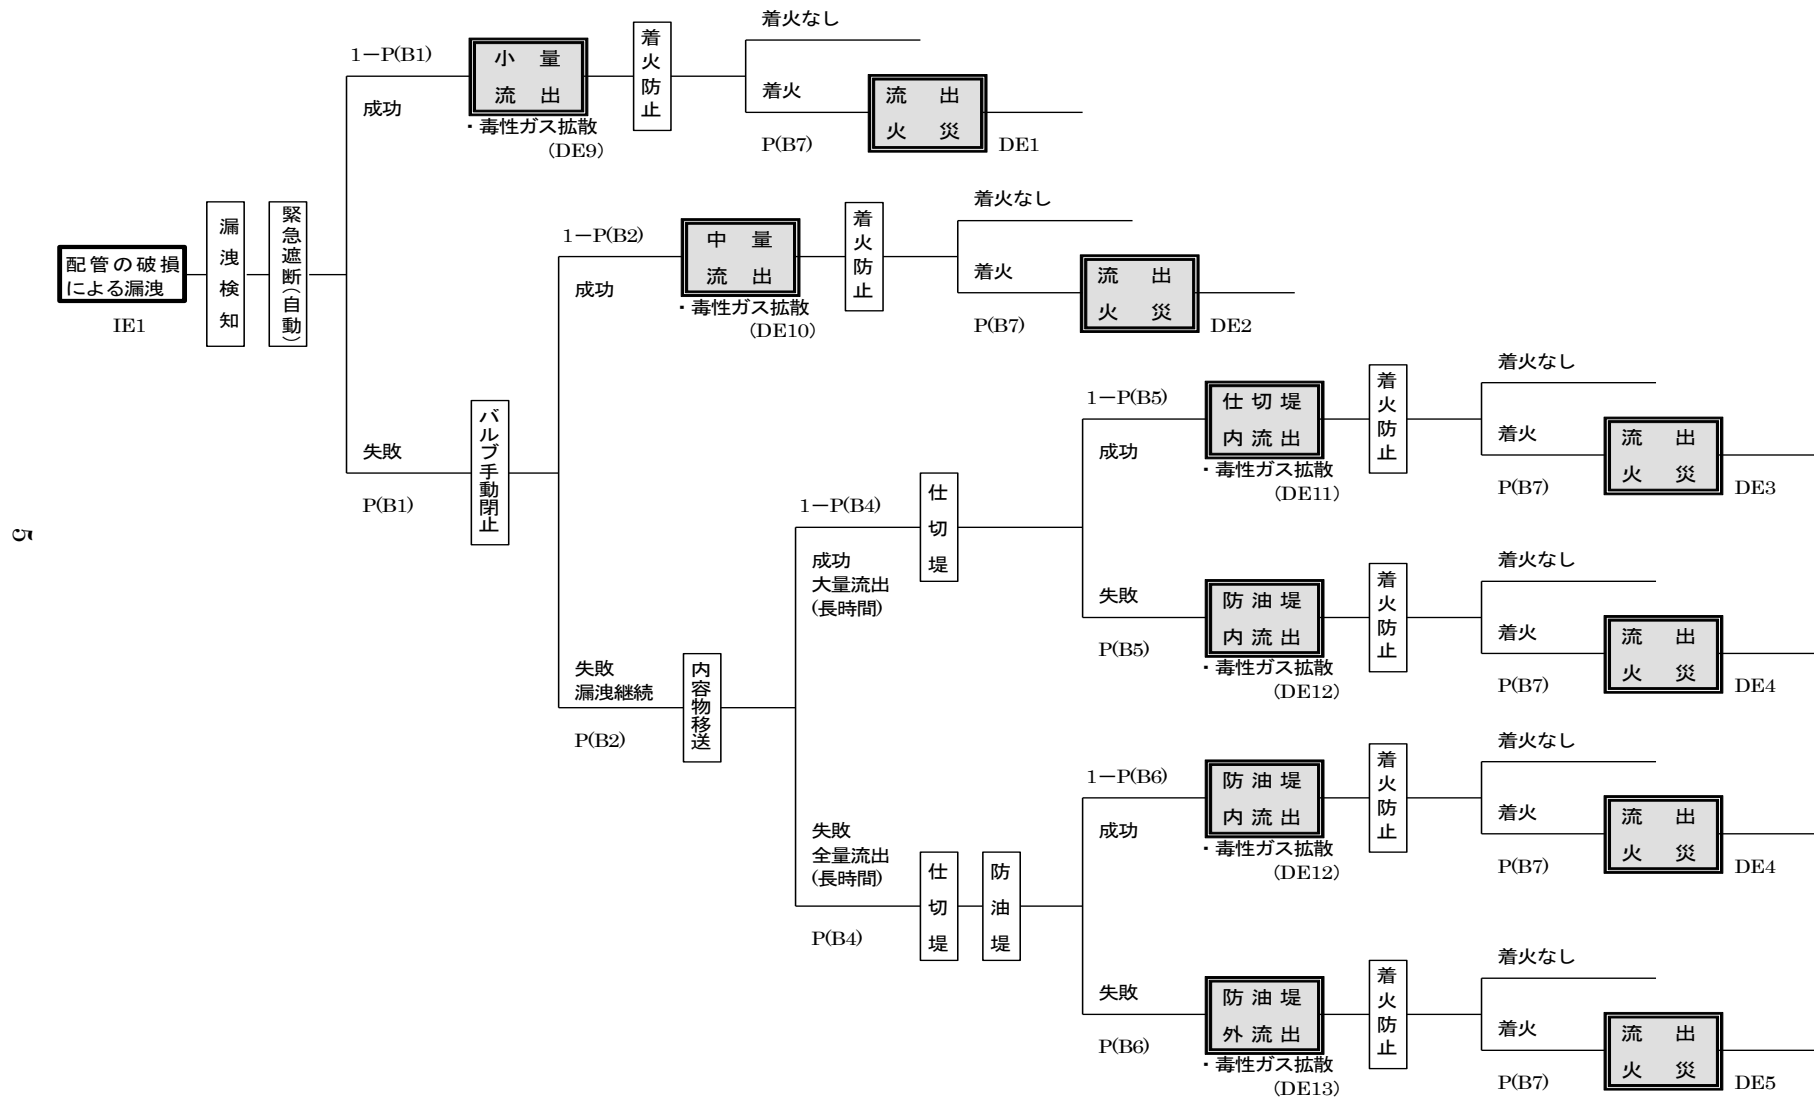 配管の破損
による漏洩
IE1
漏洩検知
緊急遮断(自動)
1−P(B1)
成功
小量
流出
・毒性ガス拡散
(DE9)
着火防止
着火なし
着火
P(B7)
流出
火災
DE1
失敗
P(B1)
バルブ手動閉止
1−P(B2)
成功
中量
流出
・毒性ガス拡散
(DE10)
着火防止
着火なし
着火
P(B7)
流出
火災
DE2
失敗
漏洩継続
P(B2)
内容物移送
1−P(B4)
成功
大量流出
(長時間)
仕切堤
1−P(B5)
成功
仕切堤
内流出
・毒性ガス拡散
(DE11)
着火防止
着火なし
着火
P(B7)
流出
火災
DE3
失敗
P(B5)
防油堤
内流出
・毒性ガス拡散
(DE12)
着火防止
着火なし
着火
P(B7)
流出
火災
DE4
失敗
全量流出
(長時間)
P(B4)
仕切堤
防油堤
1−P(B6)
成功
防油堤
内流出
・毒性ガス拡散
(DE12)
着火防止
着火なし
着火
P(B7)
流出
火災
DE4
失敗
P(B6)
防油堤
外流出
・毒性ガス拡散
(DE13)
着火防止
着火なし
着火
P(B7)
流出
火災
DE5
5